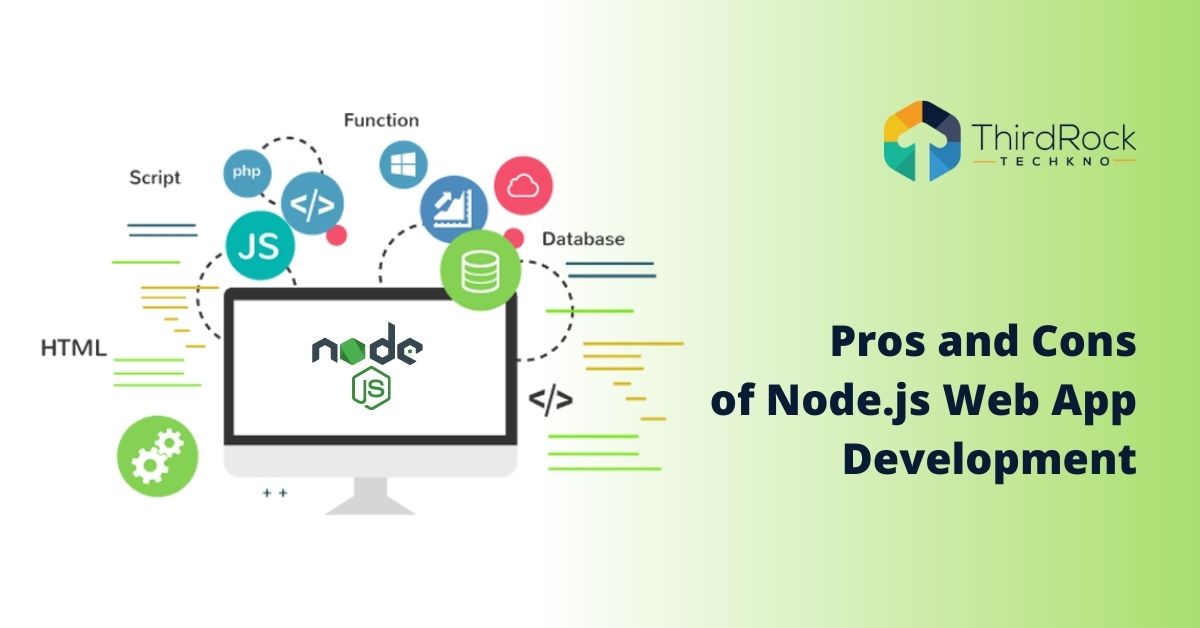 Function
Script
php
</>
JS
Database
HTML
node
JS
</>
ThirdRock
TECHKNO
Pros and Cons
of Node.js Web App
Development